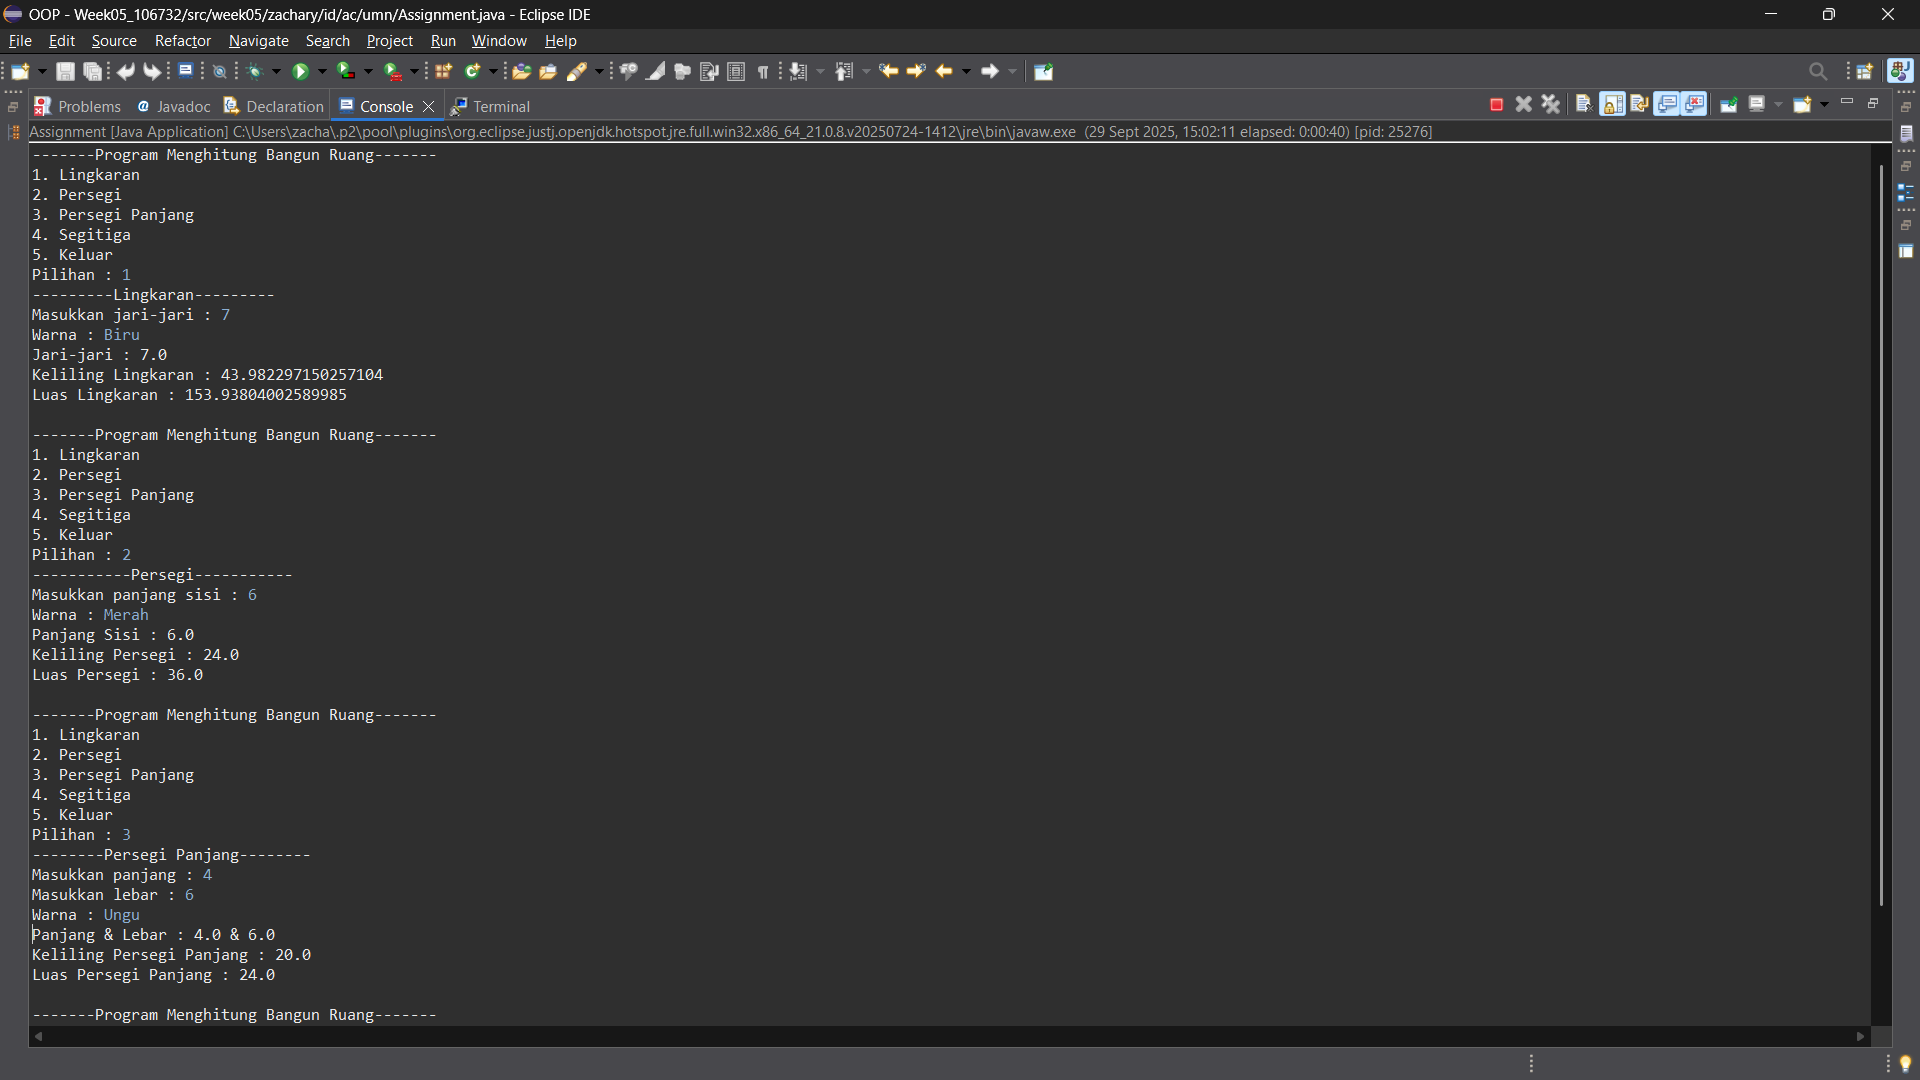 OOP - Week05_106732/src/week05/zachary/id/ac/umn/Assignment.java - Eclipse IDE
File Edit Source Refactor Navigate Search Project Run Window Help
Problems @ Javadoc Declaration Console Terminal
Assignment [Java Application] C:\Users\zacha\.p2\pool\plugins\org.eclipse.justj.openjdk.hotspot.jre.full.win32.x86_64_21.0.8.v20250724-1412\jre\bin\javaw.exe (29 Sept 2025, 15:02:11 elapsed: 0:00:40) [pid: 25276]
-------Program Menghitung Bangun Ruang-------
1. Lingkaran
2. Persegi
3. Persegi Panjang
4. Segitiga
5. Keluar
Pilihan : 1
---------Lingkaran---------
Masukkan jari-jari : 7
Warna : Biru
Jari-jari : 7.0
Keliling Lingkaran : 43.982297150257104
Luas Lingkaran : 153.93804002589985
-------Program Menghitung Bangun Ruang-------
1. Lingkaran
2. Persegi
3. Persegi Panjang
4. Segitiga
5. Keluar
Pilihan : 2
-----------Persegi-----------
Masukkan panjang sisi : 6
Warna : Merah
Panjang Sisi : 6.0
Keliling Persegi : 24.0
Luas Persegi : 36.0
-------Program Menghitung Bangun Ruang-------
1. Lingkaran
2. Persegi
3. Persegi Panjang
4. Segitiga
5. Keluar
Pilihan : 3
--------Persegi Panjang--------
Masukkan panjang : 4
Masukkan lebar : 6
Warna : Ungu
Panjang & Lebar : 4.0 & 6.0
Keliling Persegi Panjang : 20.0
Luas Persegi Panjang : 24.0
-------Program Menghitung Bangun Ruang-------